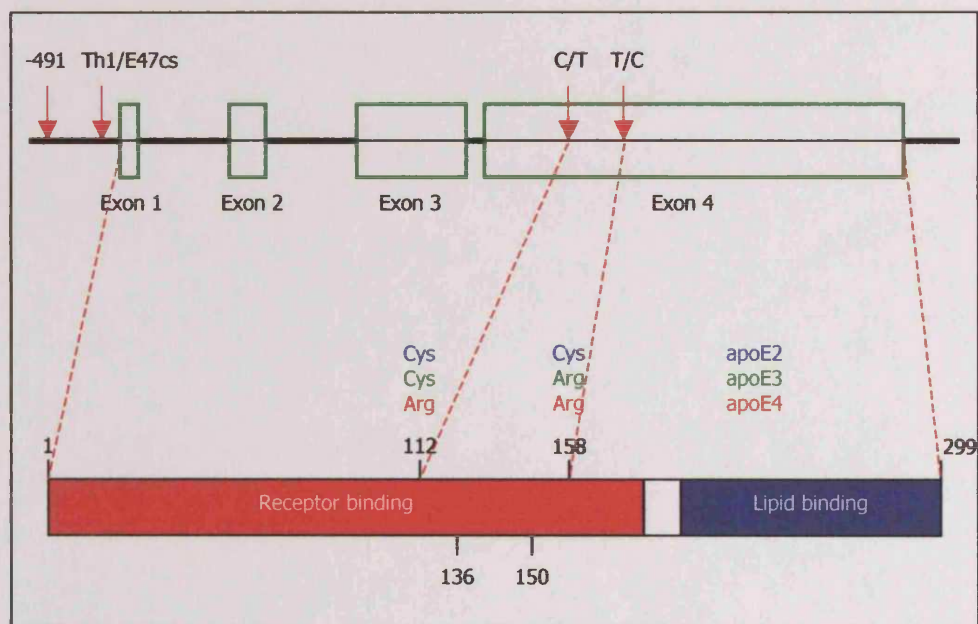 -491 Th1/E47cs C/T T/C
Exon 1 Exon 2 Exon 3 Exon 4
Cys Cys apoE2
Cys Arg apoE3
Arg Arg apoE4
1 112 158 299
Receptor binding Lipid binding
136 150